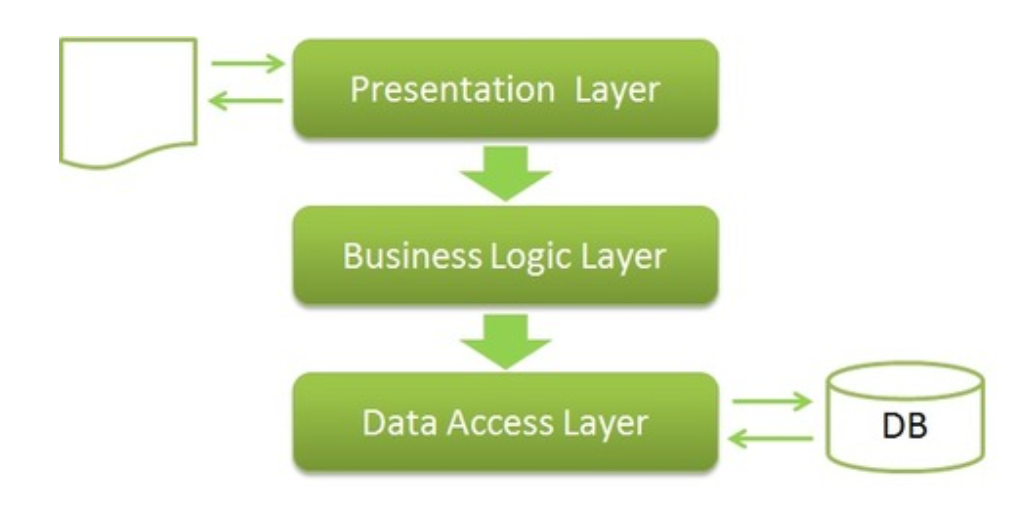 Presentation Layer
Business Logic Layer
Data Access Layer
DB